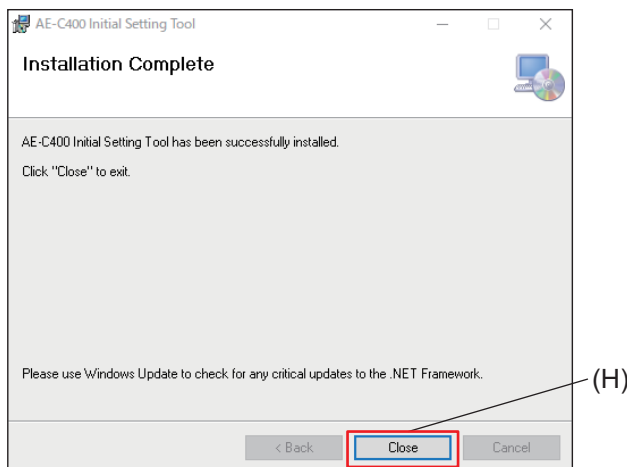 AE-C400 Initial Setting Tool
Installation Complete
AE-C400 Initial Setting Tool has been successfully installed.
Click "Close" to exit.
Please use Windows Update to check for any critical updates to the .NET Framework.
(H)
< Back
Close
Cancel